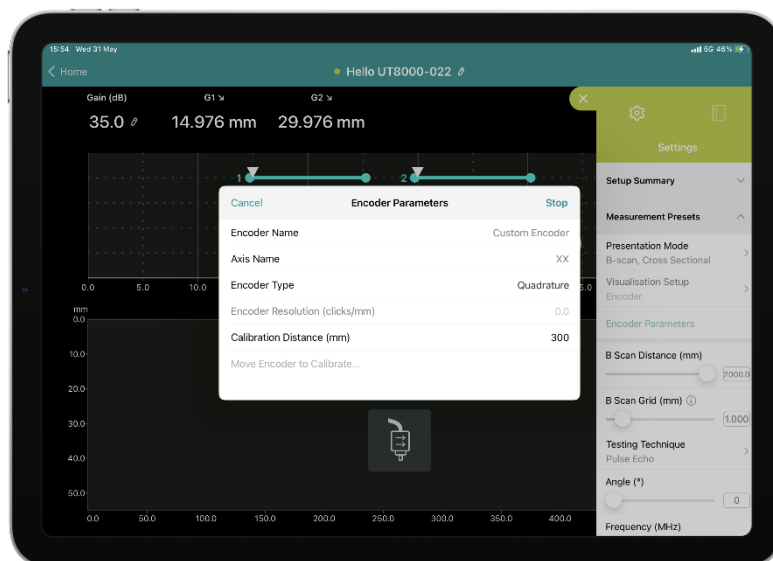 15:54 Wed 31 May
5G 46%
Home
Hello UT8000-022
Gain (dB) G1 G2
35.0 14.976 mm 29.976 mm
Settings
Setup Summary
Measurement Presets
Presentation Mode
B-scan, Cross Sectional
Visualisation Setup
Encoder
Encoder Parameters
B Scan Distance (mm)
2000.0
B Scan Grid (mm)
1.000
Testing Technique
Pulse Echo
Angle (°)
0
Frequency (MHz)
1 2
Cancel Encoder Parameters Stop
Encoder Name Custom Encoder
Axis Name XX
Encoder Type Quadrature
Encoder Resolution (clicks/mm) 0.0
Calibration Distance (mm) 300
Move Encoder to Calibrate...
0.0 5.0 10.0 5.0
mm
0.0
10.0
20.0
30.0
40.0
50.0
0.0 50.0 100.0 150.0 200.0 250.0 300.0 350.0 400.0